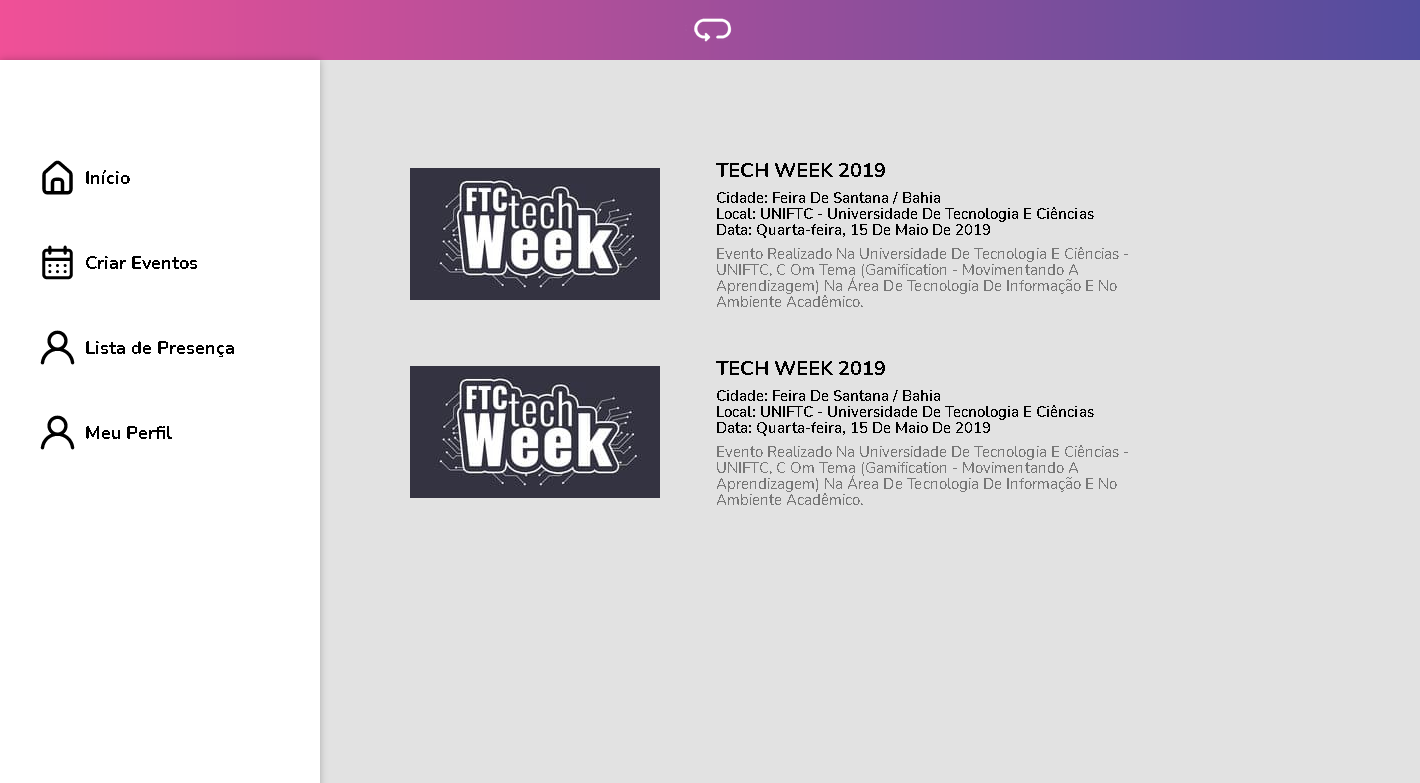 Início
Criar Eventos
Lista de Presença
Meu Perfil
FTC tech
Week
TECH WEEK 2019
Cidade: Feira De Santana / Bahia
Local: UNIFTC - Universidade De Tecnologia E Ciências
Data: Quarta-feira, 15 De Maio De 2019
Evento Realizado Na Universidade De Tecnologia E Ciências -
UNIFTC, C Om Tema (Gamification - Movimentando A
Aprendizagem) Na Área De Tecnologia De Informação E No
Ambiente Acadêmico.
FTC tech
Week
TECH WEEK 2019
Cidade: Feira De Santana / Bahia
Local: UNIFTC - Universidade De Tecnologia E Ciências
Data: Quarta-feira, 15 De Maio De 2019
Evento Realizado Na Universidade De Tecnologia E Ciências -
UNIFTC, C Om Tema (Gamification - Movimentando A
Aprendizagem) Na Área De Tecnologia De Informação E No
Ambiente Acadêmico.